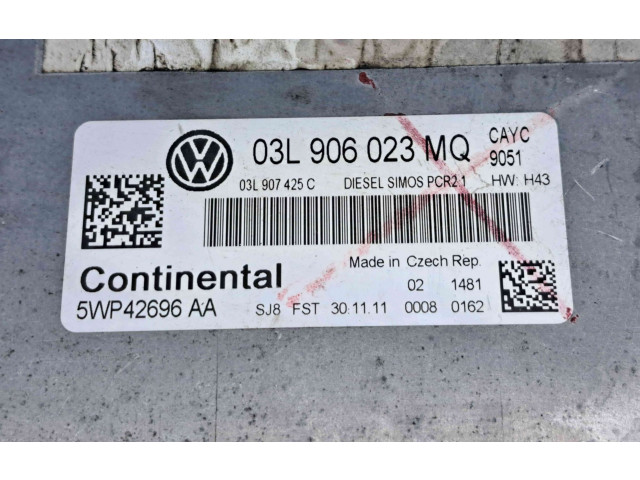 VW 03L 906 023 MQ CAYC
9051
03L 907 425 C DIESEL SIMOS PCR2.1 HW: H43
Continental Made in Czech Rep.
02 1481
5WP42696 AA SJ8 FST 30.11.11 0008 0162